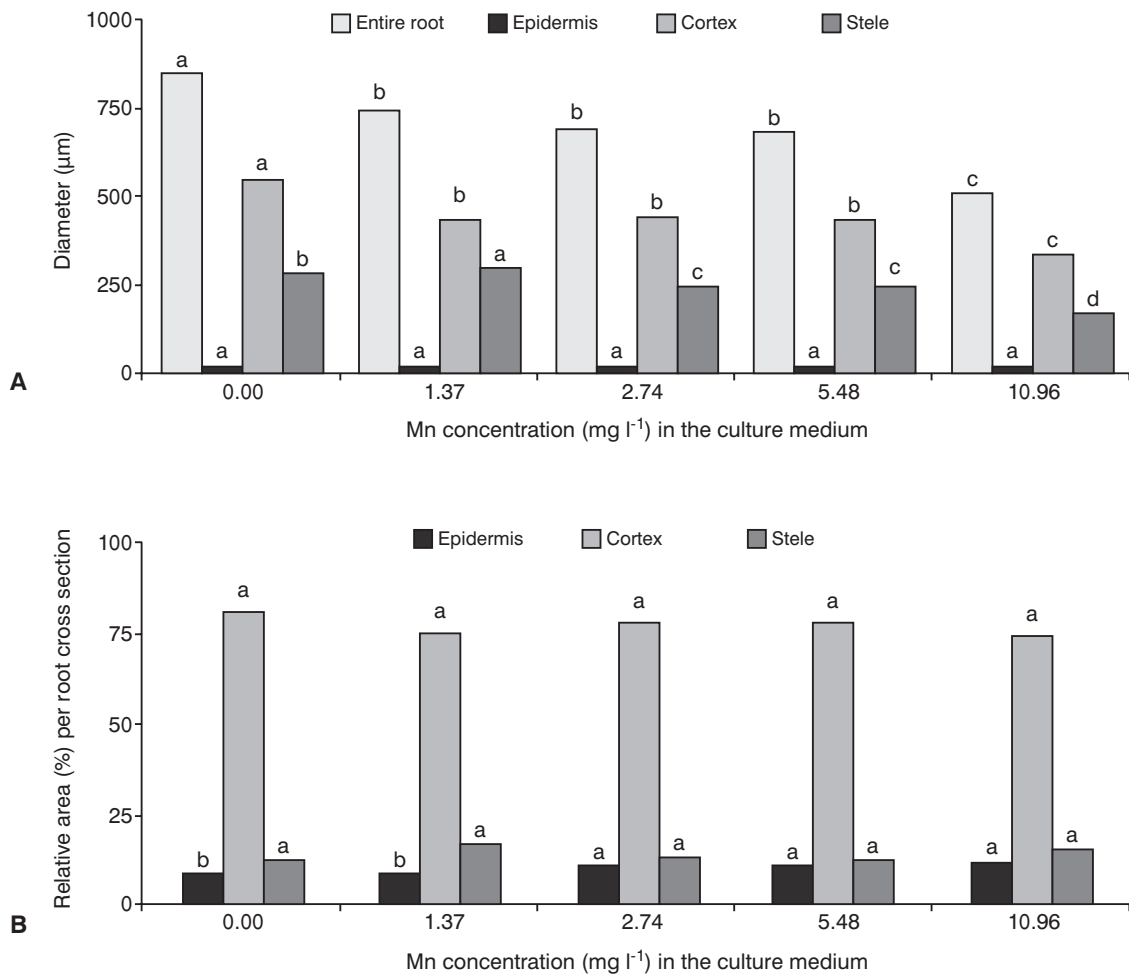 1000
Entire root Epidermis Cortex Stele
a
b
750
b
b
a
500
b
b
b
c
b
a
c
c
c
250
d
a a a a a
0
0.00 1.37 2.74 5.48 10.96
Diameter (µm)
A
Mn concentration (mg l-1) in the culture medium
100
Epidermis Cortex Stele
a a a a a
75
50
25
b a b a a a a a a a
0
0.00 1.37 2.74 5.48 10.96
Relative area (%) per root cross section
B
Mn concentration (mg l-1) in the culture medium